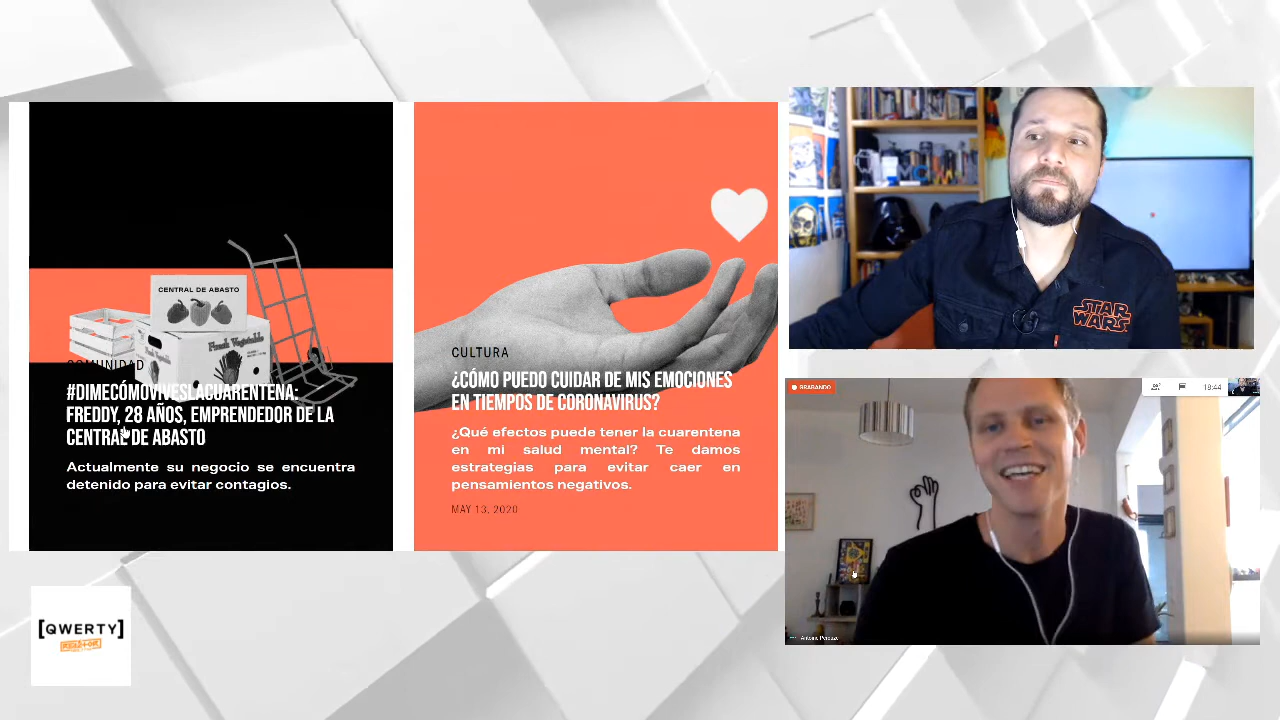 CENTRAL DE ABASTO
Fresh Vegetable
COMUNIDAD
#DIMECÓMOVIVESLACUARENTENA:
FREDDY, 28 AÑOS, EMPRENDEDOR DE LA
CENTRAL DE ABASTO
Actualmente su negocio se encuentra
detenido para evitar contagios.
CULTURA
¿CÓMO PUEDO CUIDAR DE MIS EMOCIONES
EN TIEMPOS DE CORONAVIRUS?
¿Qué efectos puede tener la cuarentena
en mi salud mental? Te damos
estrategias para evitar caer en
pensamientos negativos.
MAY 13, 2020
STAR
WARS
GRABANDO
18:44
[QWERTY]